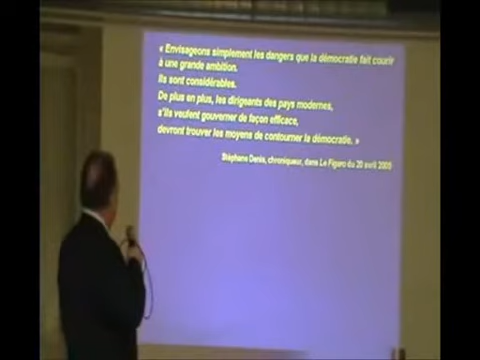 « Envisageons simplement les dangers que la démocratie fait courir
à une grande ambition.
Ils sont considérables.
De plus en plus, les dirigeants des pays modernes,
s'ils veulent gouverner de façon efficace,
devront trouver les moyens de contourner la démocratie. »
Stéphane Denis, chroniqueur, dans Le Figaro du 20 avril 2005